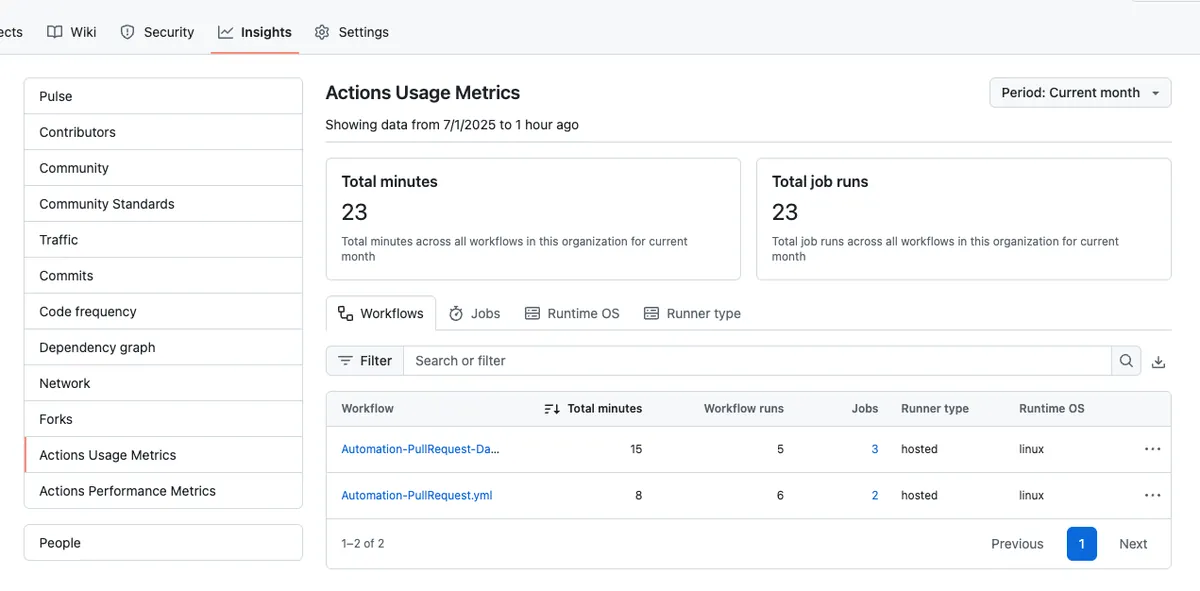 ects Wiki Security Insights Settings
Pulse
Contributors
Community
Community Standards
Traffic
Commits
Code frequency
Dependency graph
Network
Forks
Actions Usage Metrics
Actions Performance Metrics
People
Actions Usage Metrics
Period: Current month
Showing data from 7/1/2025 to 1 hour ago
Total minutes
23
Total minutes across all workflows in this organization for current
month
Total job runs
23
Total job runs across all workflows in this organization for current
month
Workflows Jobs Runtime OS Runner type
Filter Search or filter
Workflow Total minutes Workflow runs Jobs Runner type Runtime OS
Automation-PullRequest-Da... 15 5 3 hosted linux
Automation-PullRequest.yml 8 6 2 hosted linux
1–2 of 2 Previous 1 Next